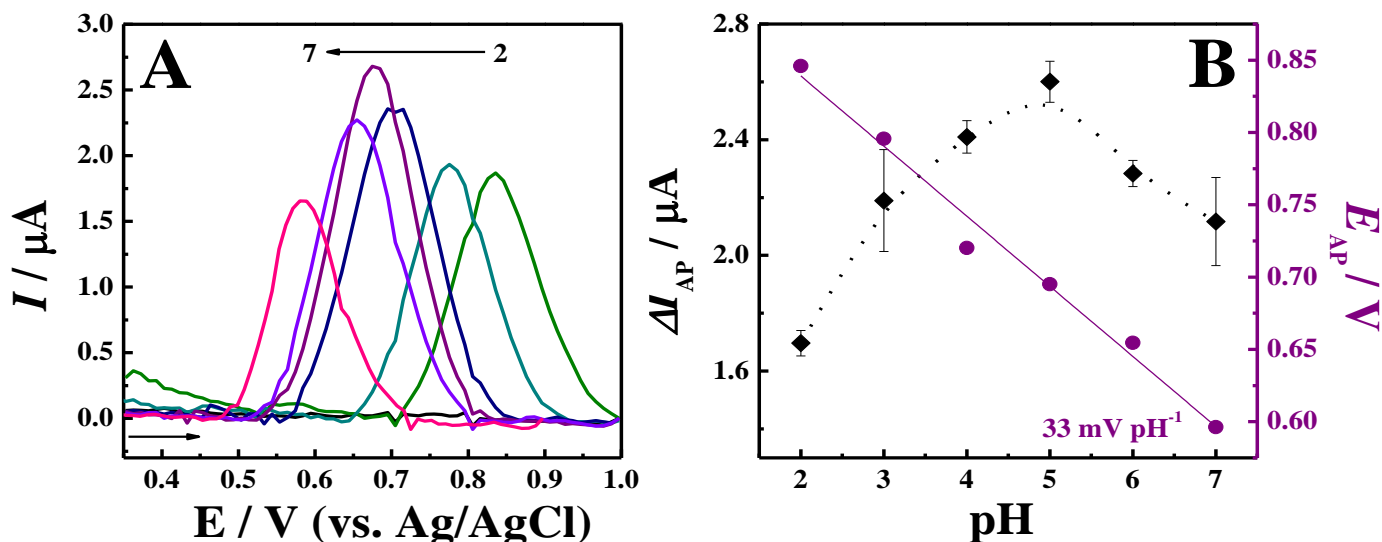 A
7 2
3.0
2.5
2.0
1.5
1.0
0.5
0.0
I / μA
0.4 0.5 0.6 0.7 0.8 0.9 1.0
E / V (vs. Ag/AgCl)
B
2.8
2.4
2.0
1.6
ΔI_AP / μA
0.85
0.80
0.75
0.70
0.65
0.60
E_AP / V
33 mV pH⁻¹
2 3 4 5 6 7
pH